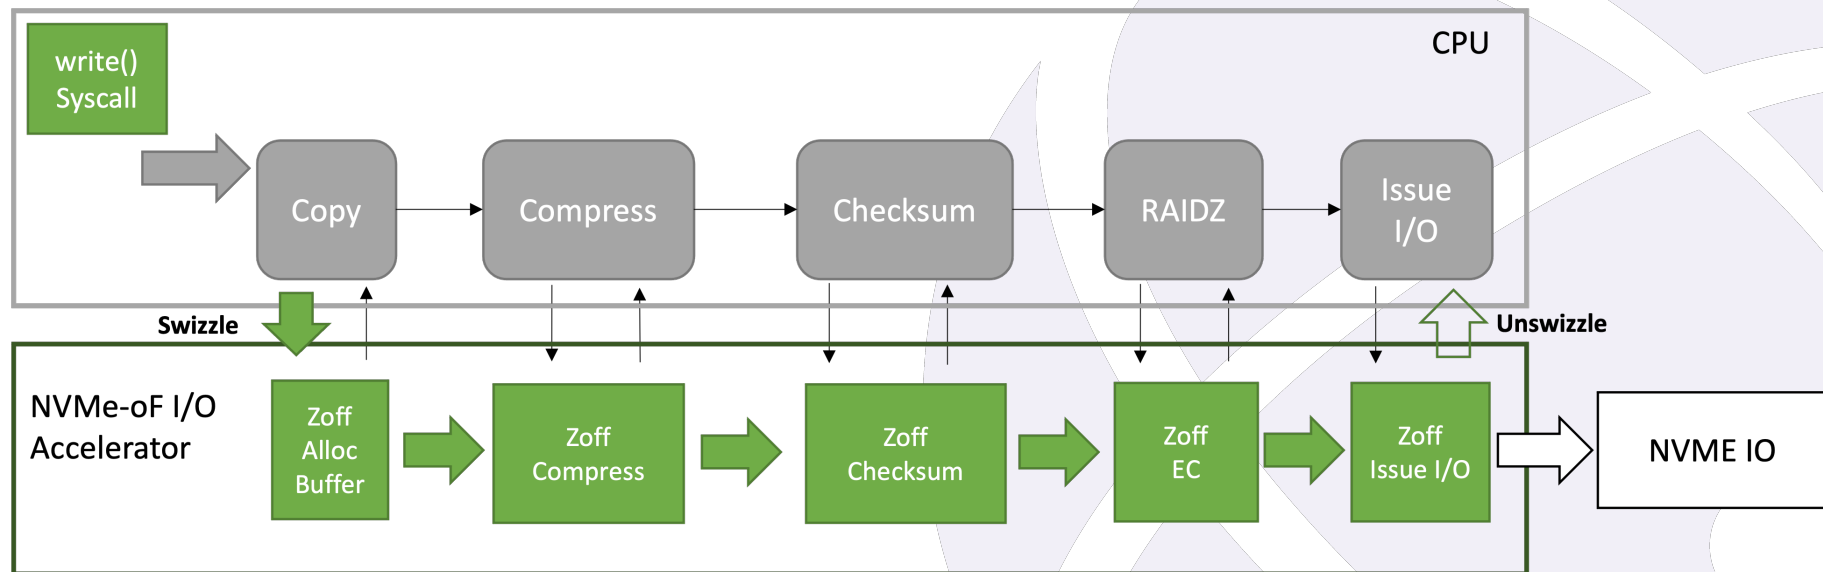 CPU
write()
Syscall
Copy
Compress
Checksum
RAIDZ
Issue
I/O
Swizzle
Unswizzle
NVMe-oF I/O
Accelerator
Zoff
Alloc
Buffer
Zoff
Compress
Zoff
Checksum
Zoff
EC
Zoff
Issue I/O
NVME IO